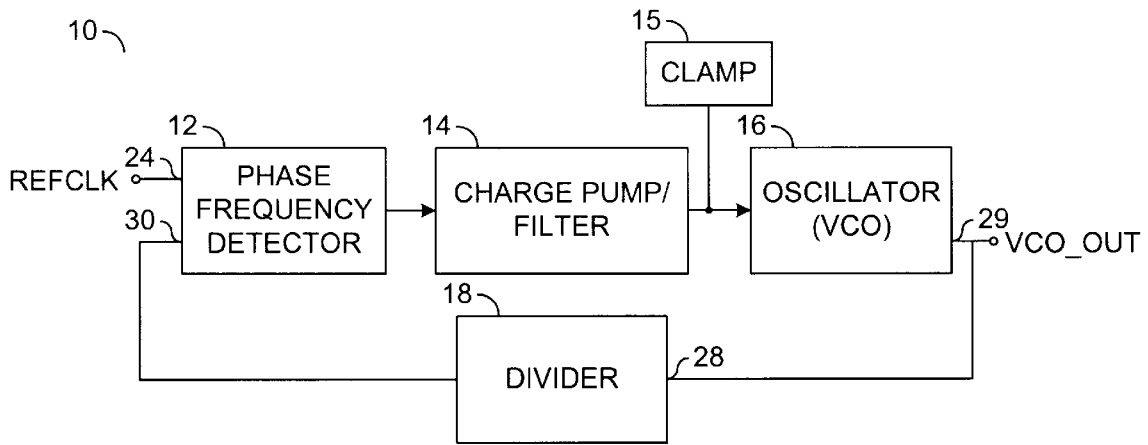 10
15
CLAMP
12
14
16
REFCLK
24
30
PHASE
FREQUENCY
DETECTOR
CHARGE PUMP/
FILTER
OSCILLATOR
(VCO)
29
VCO_OUT
18
DIVIDER
28